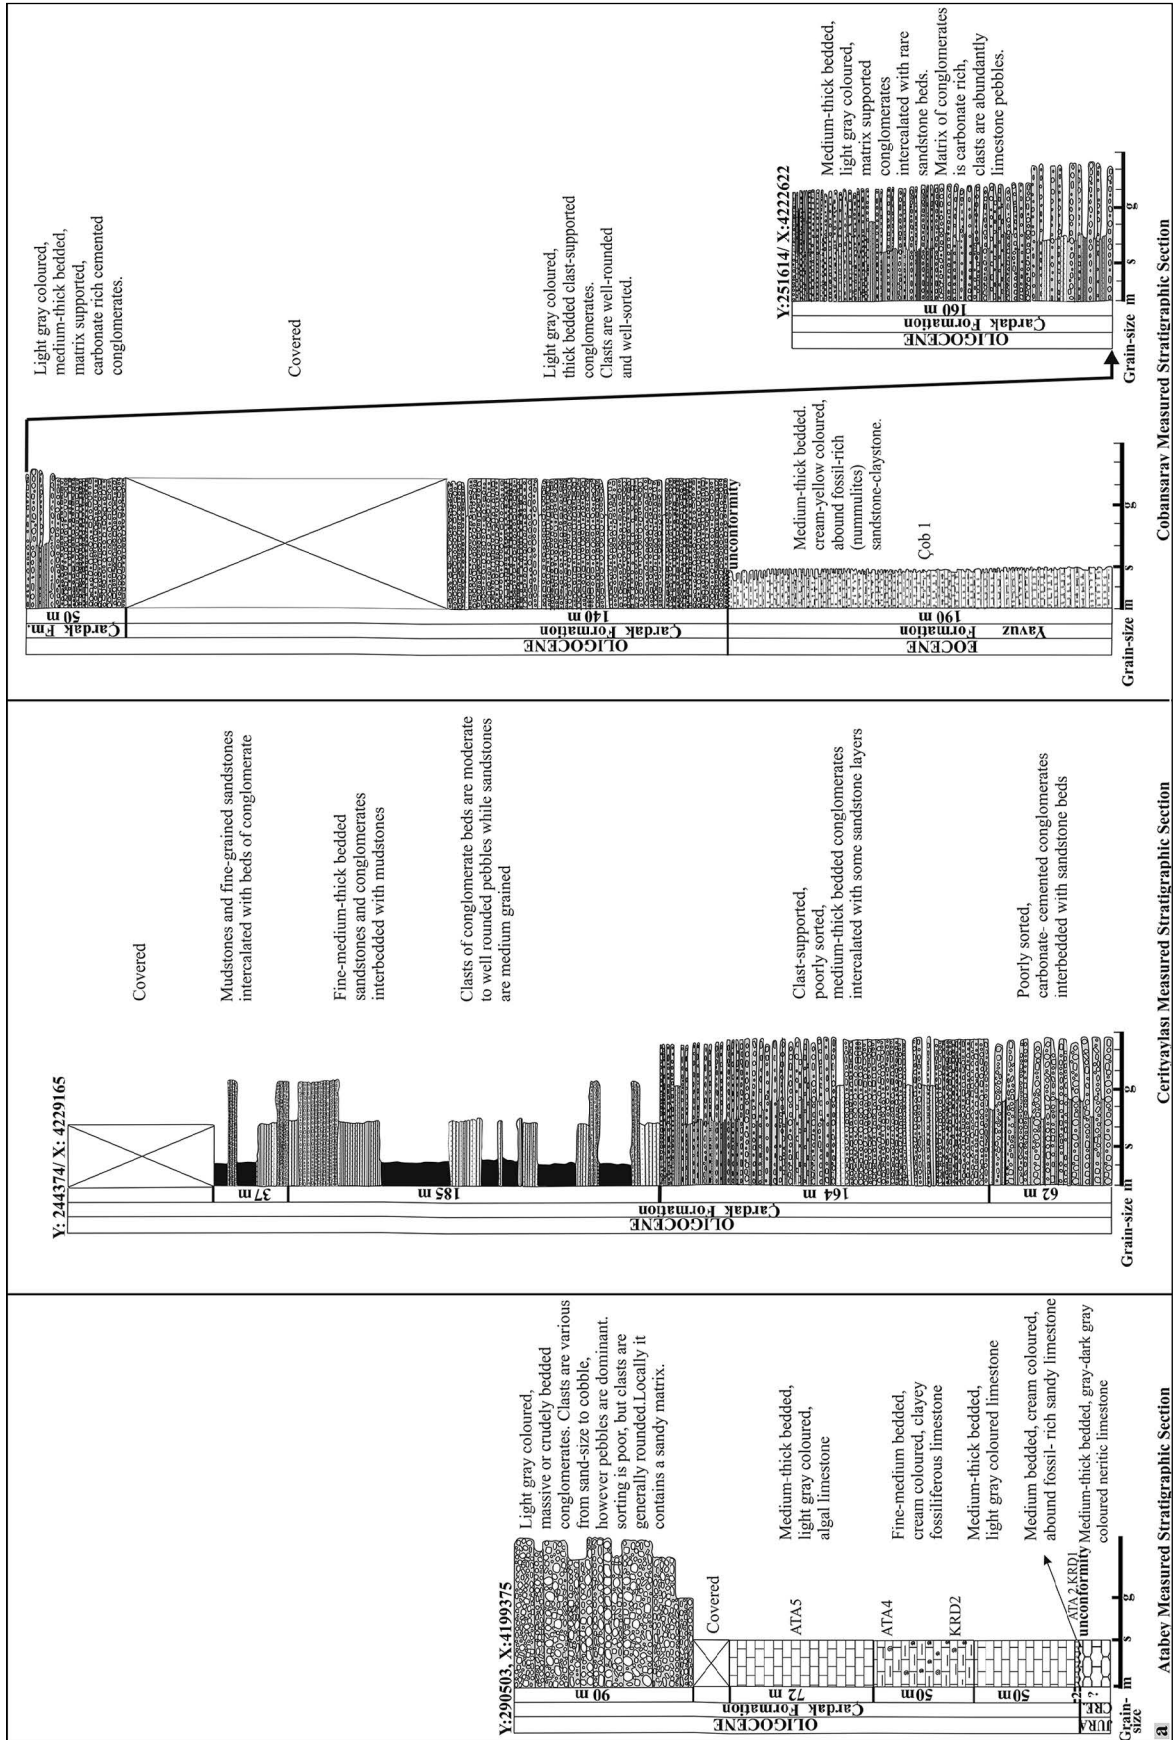 a
Atabey Measured Stratigraphic Section
Y:290503, X:4199375
Light gray coloured,
massive or crudely bedded
conglomerates. Clasts are various
from sand-size to cobble,
however pebbles are dominant.
sorting is poor, but clasts are
generally rounded.Locally it
contains a sandy matrix.
Covered
Medium-thick bedded,
light gray coloured,
algal limestone
Fine-medium bedded,
cream coloured, clayey
fossiliferous limestone
Medium-thick bedded,
light gray coloured limestone
Medium bedded, cream coloured,
abound fossil- rich sandy limestone
unconformity
Medium-thick bedded, gray-dark gray
coloured neritic limestone
ATA5
ATA4
KRD2
ATA 2,KRD1
90 m
72 m
50m
50m
2
?
Çardak Formation
OLIGOCENE
CRE
JURA
Grain-
size
m
s
g
Cerityaylası Measured Stratigraphic Section
Y: 244374/ X: 4229165
Covered
Mudstones and fine-grained sandstones
intercalated with beds of conglomerate
Fine-medium-thick bedded
sandstones and conglomerates
interbedded with mudstones
Clasts of conglomerate beds are moderate
to well rounded pebbles while sandstones
are medium grained
Clast-supported,
poorly sorted,
medium-thick bedded conglomerates
intercalated with some sandstone layers
Poorly sorted,
carbonate- cemented conglomerates
interbedded with sandstone beds
37 m
185 m
164 m
62 m
Çardak Formation
OLIGOCENE
Grain-size
m
s
g
Çobansaray Measured Stratigraphic Section
Light gray coloured,
medium-thick bedded,
matrix supported,
carbonate rich cemented
conglomerates.
Covered
Light gray coloured,
thick bedded clast-supported
conglomerates.
Clasts are well-rounded
and well-sorted.
unconformity
Medium-thick bedded.
cream-yellow coloured,
abound fossil-rich
(nummulites)
sandstone-claystone.
Çob 1
50 m
140 m
190 m
Çardak Fm.
Çardak Formation
Yavuz Formation
OLIGOCENE
EOCENE
Grain-size
m
s
g
Y:251614/ X:4222622
Medium-thick bedded,
light gray coloured,
matrix supported
conglomerates
intercalated with rare
sandstone beds.
Matrix of conglomerates
is carbonate rich,
clasts are abundantly
limestone pebbles.
160 m
Çardak Formation
OLIGOCENE
Grain-size
m
s
g